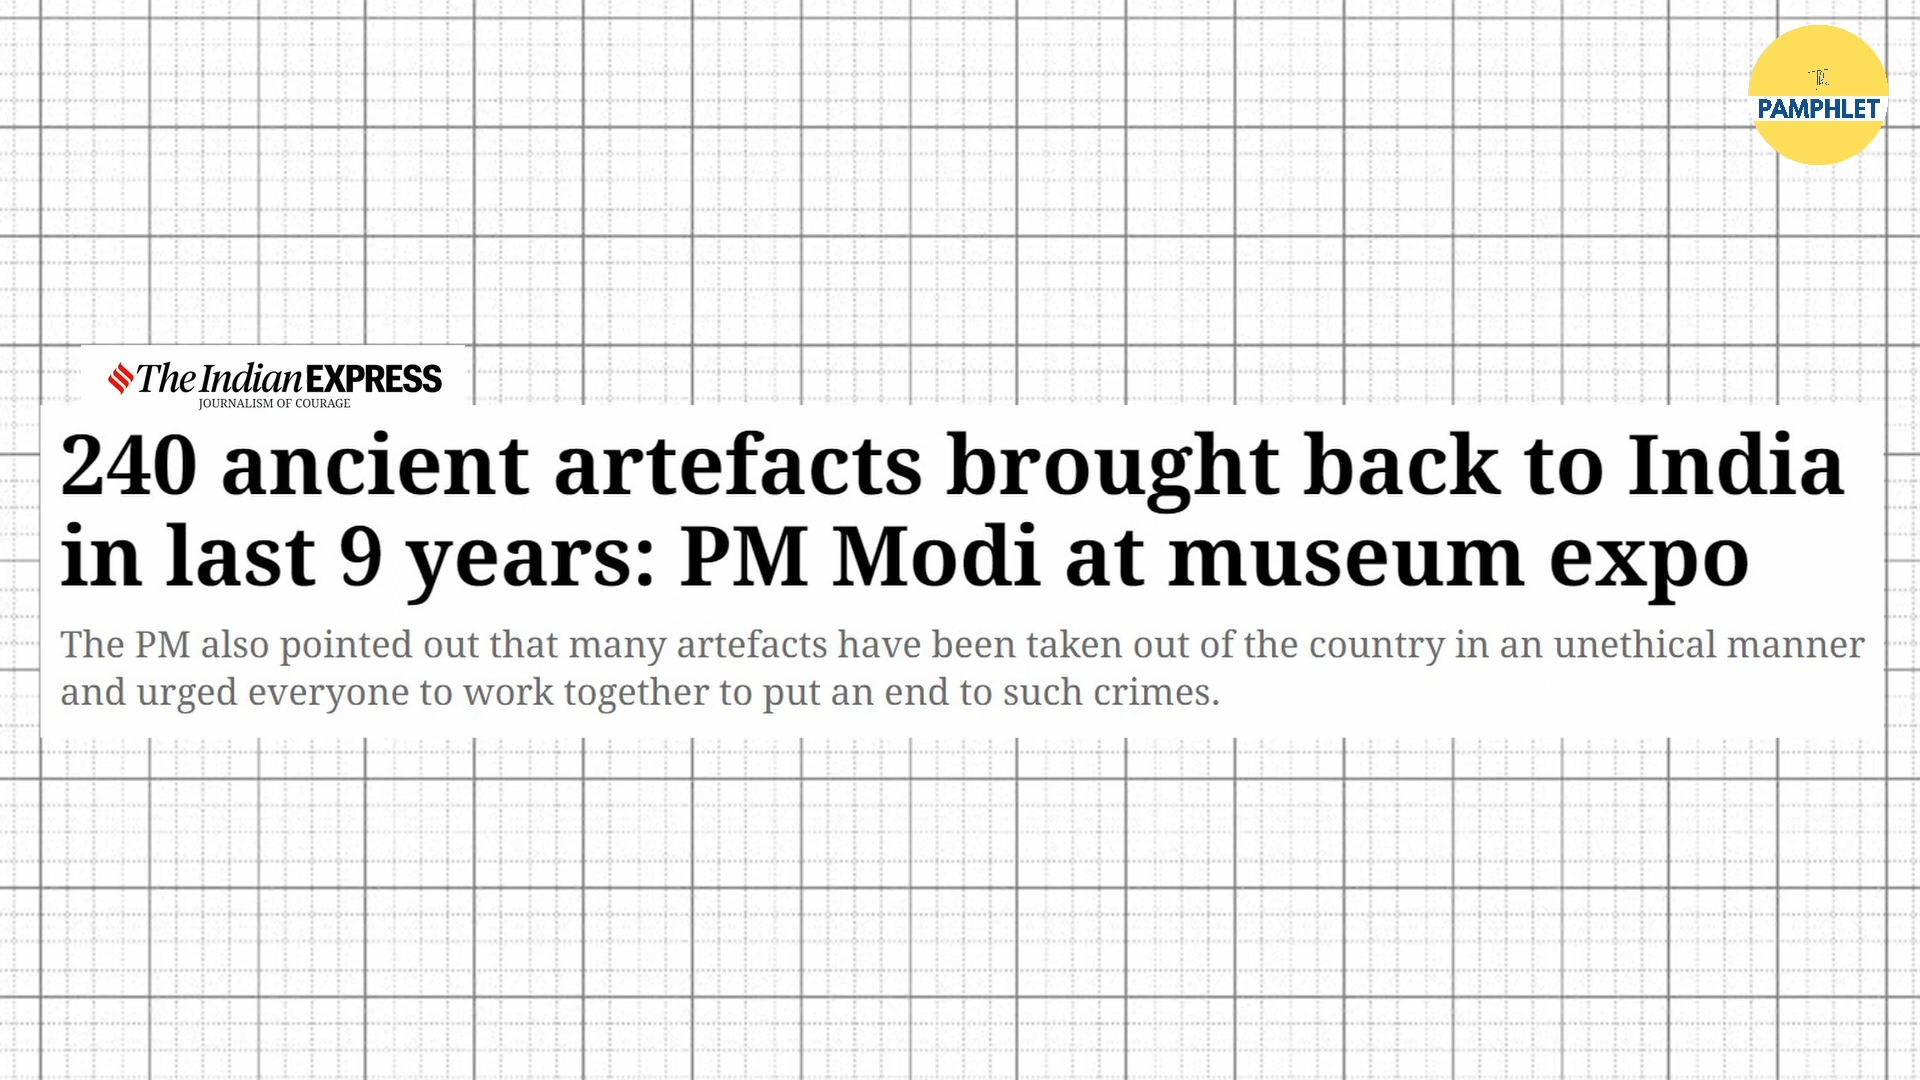 PAMPHLET
The Indian EXPRESS
JOURNALISM OF COURAGE
240 ancient artefacts brought back to India
in last 9 years: PM Modi at museum expo
The PM also pointed out that many artefacts have been taken out of the country in an unethical manner
and urged everyone to work together to put an end to such crimes.